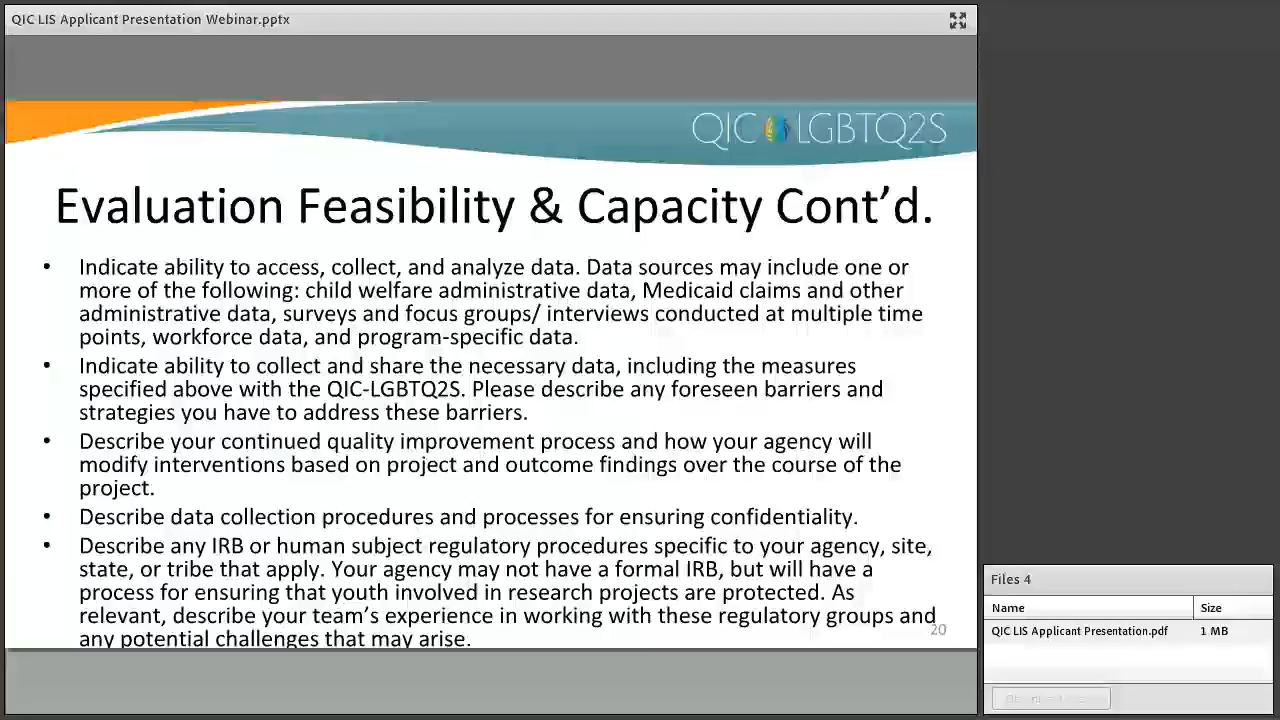 QIC LIS Applicant Presentation Webinar.pptx
QIC LGBTQ2S
Evaluation Feasibility & Capacity Cont’d.
• Indicate ability to access, collect, and analyze data. Data sources may include one or
more of the following: child welfare administrative data, Medicaid claims and other
administrative data, surveys and focus groups/ interviews conducted at multiple time
points, workforce data, and program-specific data.
• Indicate ability to collect and share the necessary data, including the measures
specified above with the QIC-LGBTQ2S. Please describe any foreseen barriers and
strategies you have to address these barriers.
• Describe your continued quality improvement process and how your agency will
modify interventions based on project and outcome findings over the course of the
project.
• Describe data collection procedures and processes for ensuring confidentiality.
• Describe any IRB or human subject regulatory procedures specific to your agency, site,
state, or tribe that apply. Your agency may not have a formal IRB, but will have a
process for ensuring that youth involved in research projects are protected. As
relevant, describe your team’s experience in working with these regulatory groups and
any potential challenges that may arise.
20
Files 4
Name Size
QIC LIS Applicant Presentation.pdf 1 MB